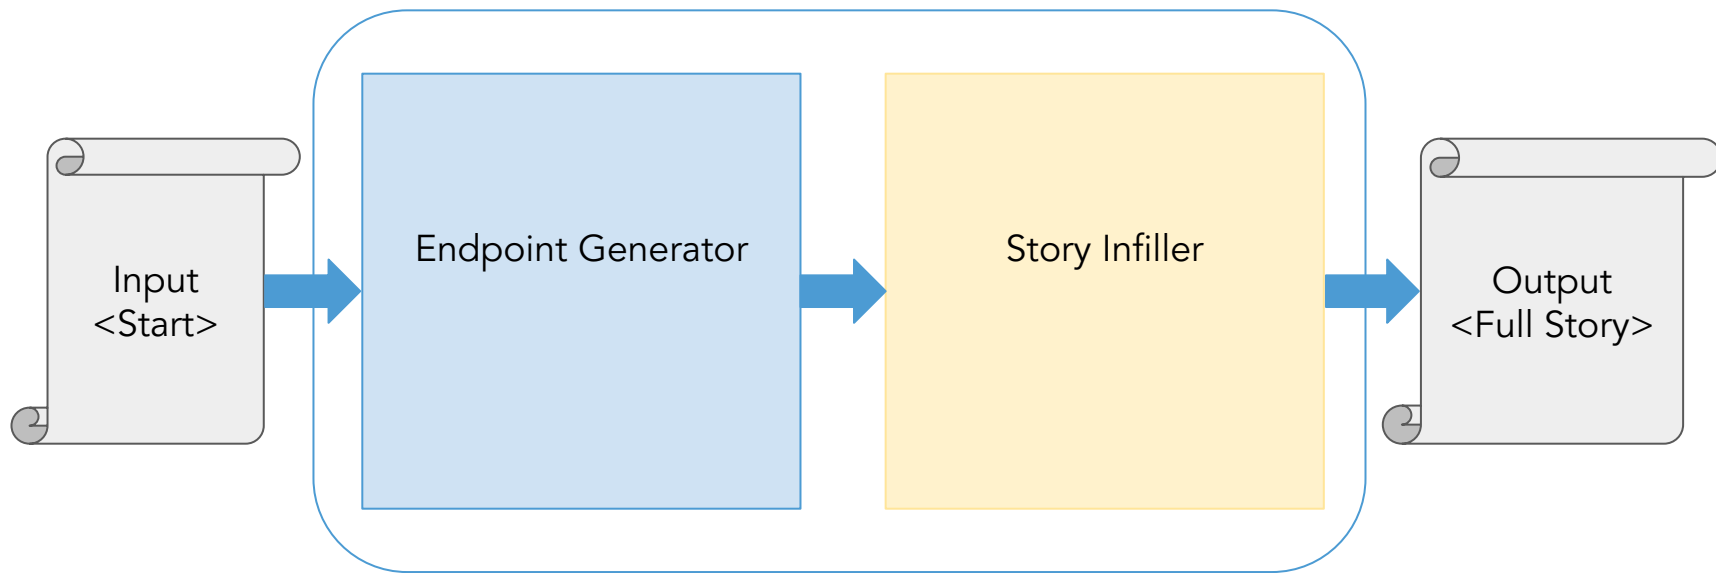 Input
<Start>
Endpoint Generator
Story Infiller
Output
<Full Story>